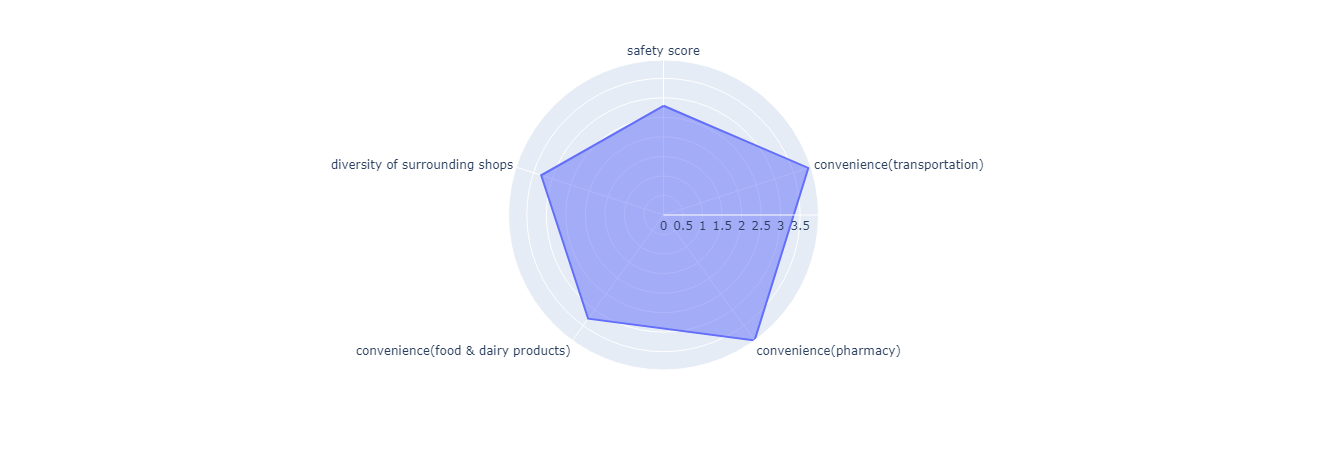 safety score
diversity of surrounding shops
convenience(transportation)
0 0.5 1 1.5 2 2.5 3 3.5
convenience(food & dairy products)
convenience(pharmacy)